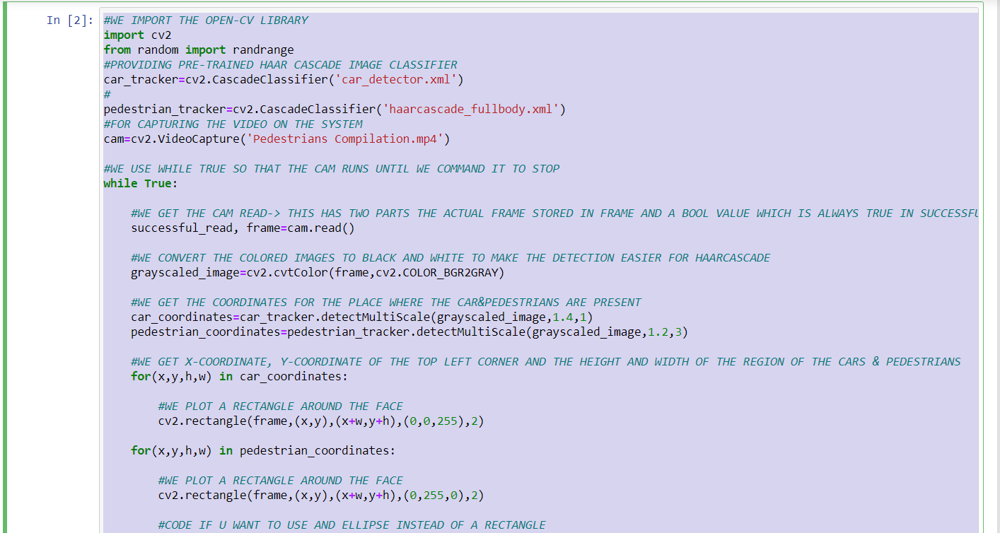 In [2]: #WE IMPORT THE OPEN-CV LIBRARY
import cv2
from random import randrange
#PROVIDING PRE-TRAINED HAAR CASCADE IMAGE CLASSIFIER
car_tracker=cv2.CascadeClassifier('car_detector.xml')
#
pedestrian_tracker=cv2.CascadeClassifier('haarcascade_fullbody.xml')
#FOR CAPTURING THE VIDEO ON THE SYSTEM
cam=cv2.VideoCapture('Pedestrians Compilation.mp4')
#WE USE WHILE TRUE SO THAT THE CAM RUNS UNTIL WE COMMAND IT TO STOP
while True:
#WE GET THE CAM READ-> THIS HAS TWO PARTS THE ACTUAL FRAME STORED IN FRAME AND A BOOL VALUE WHICH IS ALWAYS TRUE IN
successful_read, frame=cam.read()
#WE CONVERT THE COLORED IMAGES TO BLACK AND WHITE TO MAKE THE DETECTION EASIER FOR HAARCASCADE
grayscaled_image=cv2.cvtColor(frame,cv2.COLOR_BGR2GRAY)
#WE GET THE COORDINATES FOR THE PLACE WHERE THE CAR&PEDESTRIANS ARE PRESENT
car_coordinates=car_tracker.detectMultiScale(grayscaled_image,1.4,1)
pedestrian_coordinates=pedestrian_tracker.detectMultiScale(grayscaled_image,1.2,3)
#WE GET X-COORDINATE, Y-COORDINATE OF THE TOP LEFT CORNER AND THE HEIGHT AND WIDTH OF THE REGION OF THE CARS & PEDESTRIANS
for(x,y,h,w) in car_coordinates:
#WE PLOT A RECTANGLE AROUND THE FACE
cv2.rectangle(frame,(x,y),(x+w,y+h),(0,0,255),2)
for(x,y,h,w) in pedestrian_coordinates:
#WE PLOT A RECTANGLE AROUND THE FACE
cv2.rectangle(frame,(x,y),(x+w,y+h),(0,255,0),2)
#CODE IF U WANT TO USE AND ELLIPSE INSTEAD OF A RECTANGLE